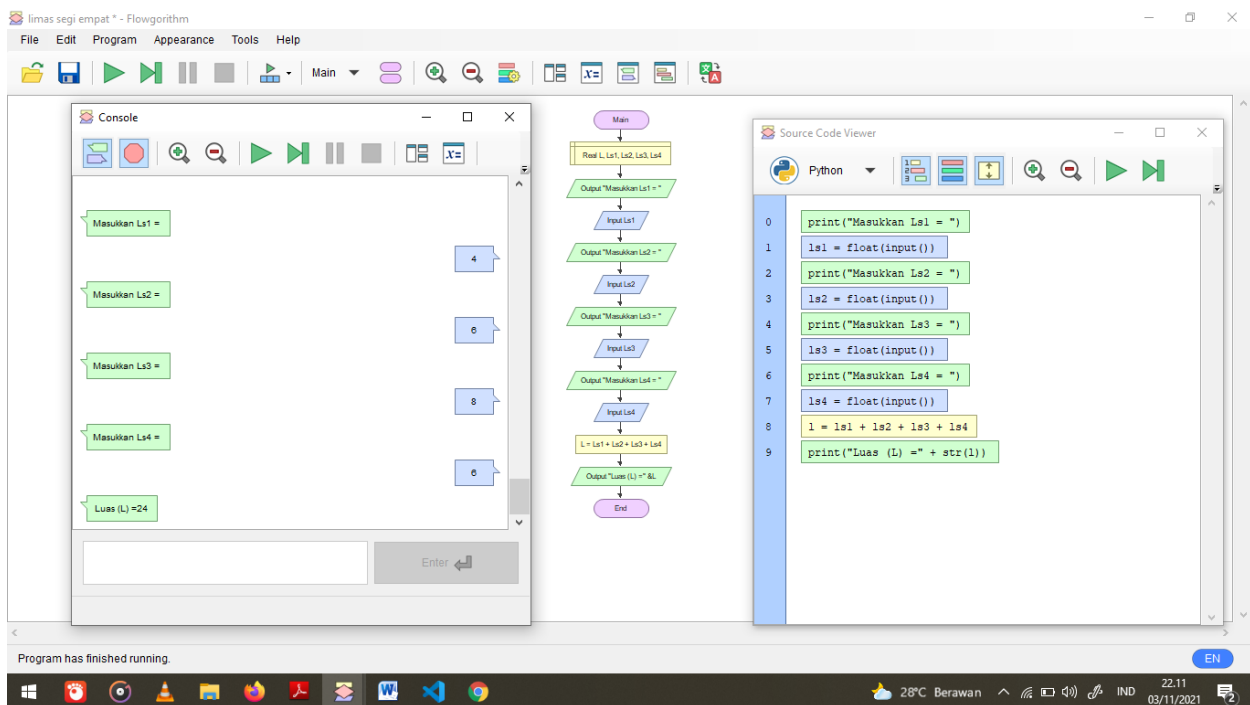 limas segi empat * - Flowgorithm
File Edit Program Appearance Tools Help
Main
Console
Masukkan Ls1 =
4
Masukkan Ls2 =
6
Masukkan Ls3 =
8
Masukkan Ls4 =
6
Luas (L) =24
Enter
Main
Real L, Ls1, Ls2, Ls3, Ls4
Output "Masukkan Ls1 = "
Input Ls1
Output "Masukkan Ls2 = "
Input Ls2
Output "Masukkan Ls3 = "
Input Ls3
Output "Masukkan Ls4 = "
Input Ls4
L = Ls1 + Ls2 + Ls3 + Ls4
Output "Luas (L) =" &L
End
Source Code Viewer
Python
0 print("Masukkan Ls1 = ")
1 ls1 = float(input())
2 print("Masukkan Ls2 = ")
3 ls2 = float(input())
4 print("Masukkan Ls3 = ")
5 ls3 = float(input())
6 print("Masukkan Ls4 = ")
7 ls4 = float(input())
8 l = ls1 + ls2 + ls3 + ls4
9 print("Luas (L) =" + str(l))
Program has finished running.
EN
28°C Berawan
IND
22.11
03/11/2021
2